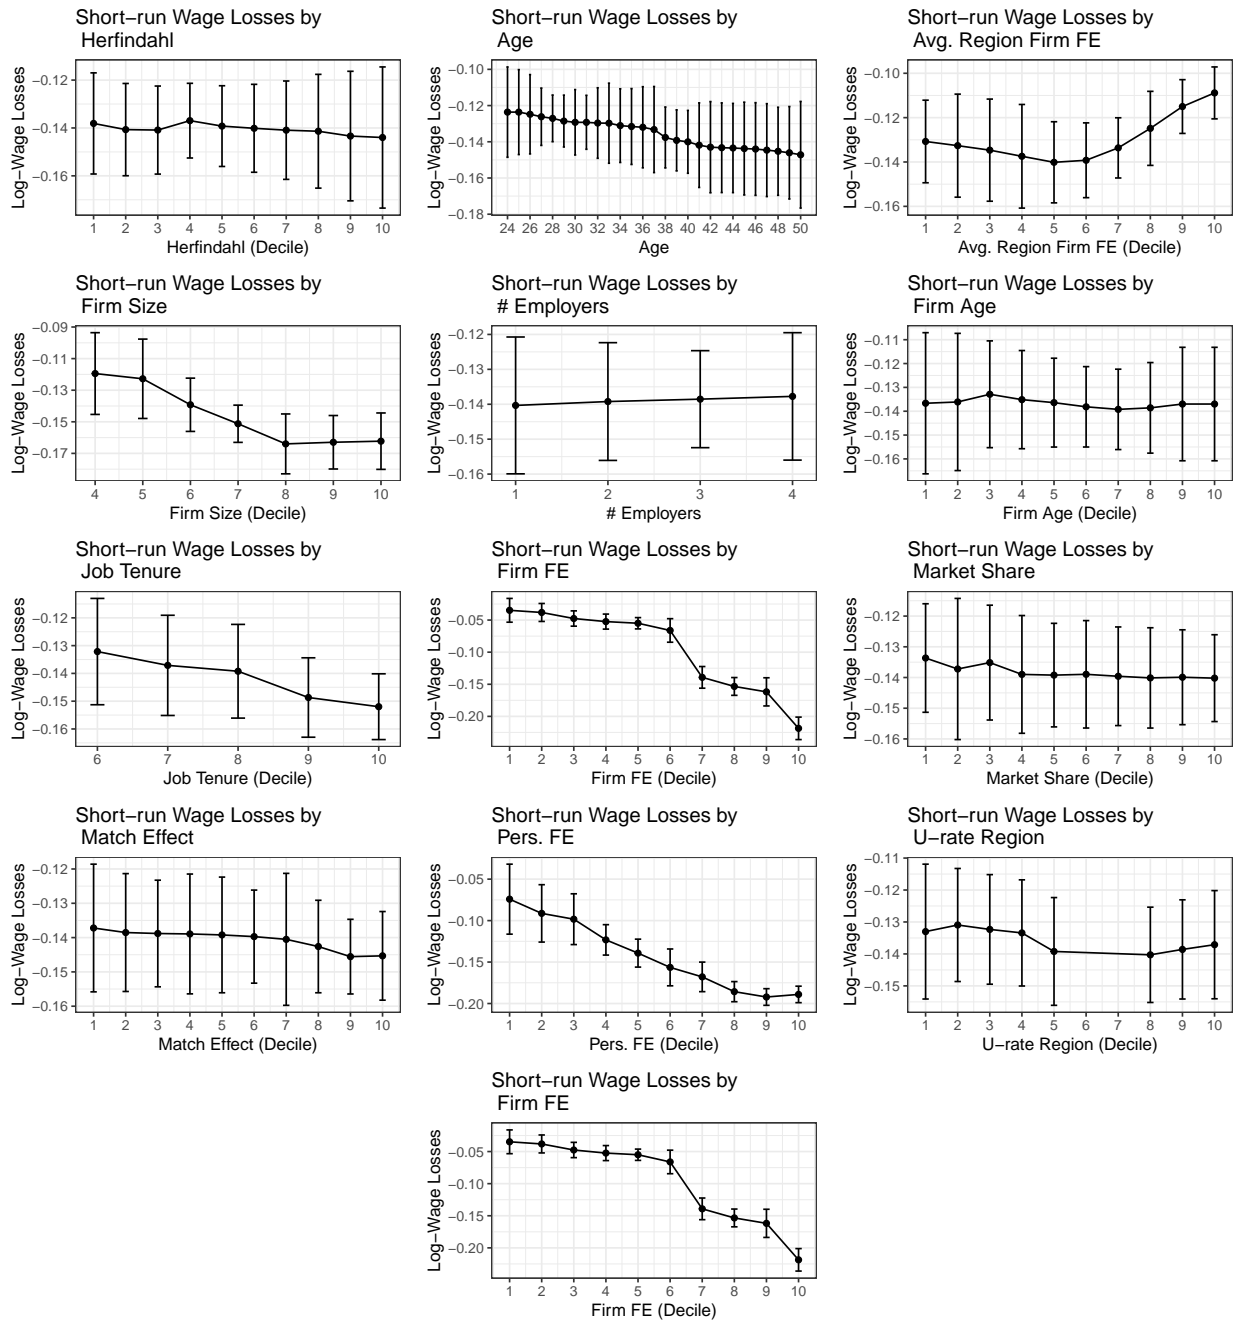 Short−run Wage Losses by
Herfindahl
Log−Wage Losses
−0.12
−0.14
−0.16
1 2 3 4 5 6 7 8 9 10
Herfindahl (Decile)
Short−run Wage Losses by
Age
Log−Wage Losses
−0.10
−0.12
−0.14
−0.16
−0.18
24 26 28 30 32 34 36 38 40 42 44 46 48 50
Age
Short−run Wage Losses by
Avg. Region Firm FE
Log−Wage Losses
−0.10
−0.12
−0.14
−0.16
1 2 3 4 5 6 7 8 9 10
Avg. Region Firm FE (Decile)
Short−run Wage Losses by
Firm Size
Log−Wage Losses
−0.09
−0.11
−0.13
−0.15
−0.17
4 5 6 7 8 9 10
Firm Size (Decile)
Short−run Wage Losses by
# Employers
Log−Wage Losses
−0.12
−0.13
−0.14
−0.15
−0.16
1 2 3 4
# Employers
Short−run Wage Losses by
Firm Age
Log−Wage Losses
−0.11
−0.12
−0.13
−0.14
−0.15
−0.16
1 2 3 4 5 6 7 8 9 10
Firm Age (Decile)
Short−run Wage Losses by
Job Tenure
Log−Wage Losses
−0.12
−0.13
−0.14
−0.15
−0.16
6 7 8 9 10
Job Tenure (Decile)
Short−run Wage Losses by
Firm FE
Log−Wage Losses
−0.05
−0.10
−0.15
−0.20
1 2 3 4 5 6 7 8 9 10
Firm FE (Decile)
Short−run Wage Losses by
Market Share
Log−Wage Losses
−0.12
−0.13
−0.14
−0.15
−0.16
1 2 3 4 5 6 7 8 9 10
Market Share (Decile)
Short−run Wage Losses by
Match Effect
Log−Wage Losses
−0.12
−0.13
−0.14
−0.15
−0.16
1 2 3 4 5 6 7 8 9 10
Match Effect (Decile)
Short−run Wage Losses by
Pers. FE
Log−Wage Losses
−0.05
−0.10
−0.15
−0.20
1 2 3 4 5 6 7 8 9 10
Pers. FE (Decile)
Short−run Wage Losses by
U−rate Region
Log−Wage Losses
−0.11
−0.12
−0.13
−0.14
−0.15
1 2 3 4 5 6 7 8 9 10
U−rate Region (Decile)
Short−run Wage Losses by
Firm FE
Log−Wage Losses
−0.05
−0.10
−0.15
−0.20
1 2 3 4 5 6 7 8 9 10
Firm FE (Decile)